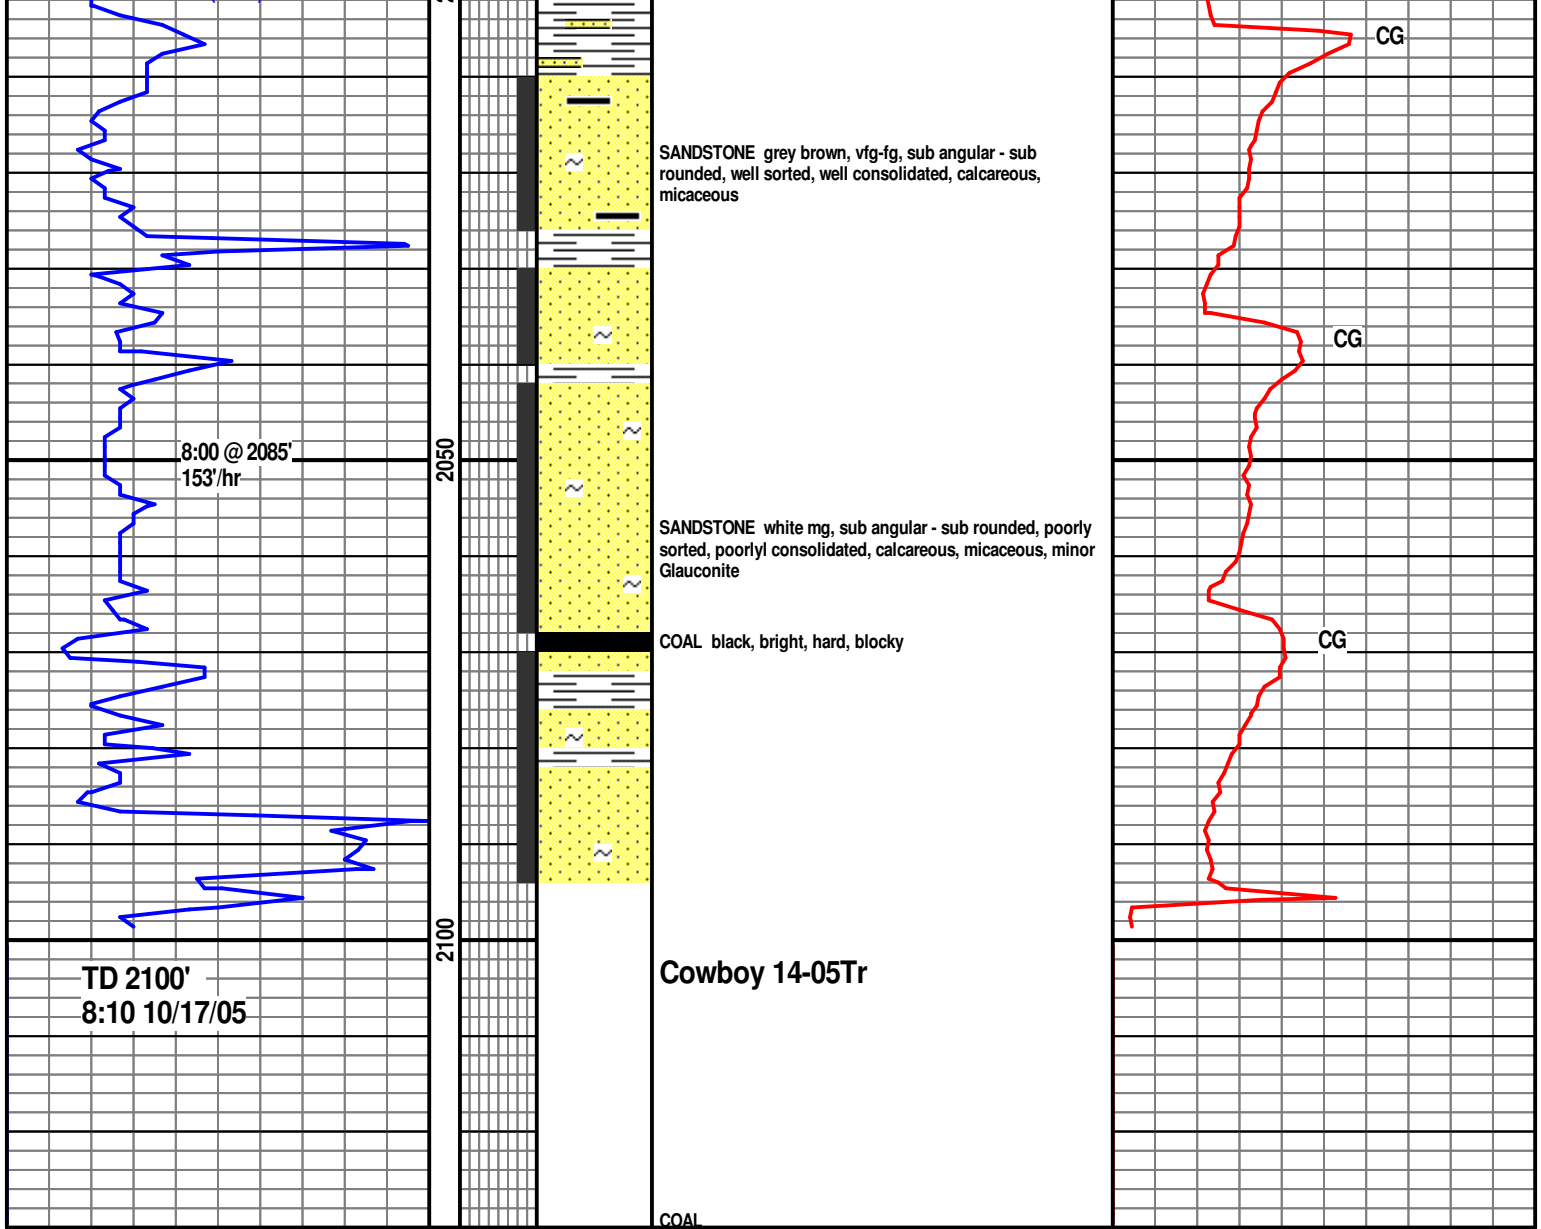 CG
SANDSTONE grey brown, vfg-fg, sub angular - sub
rounded, well sorted, well consolidated, calcareous,
micaceous
CG
8:00 @ 2085'
153'/hr
2050
SANDSTONE white mg, sub angular - sub rounded, poorly
sorted, poorlyl consolidated, calcareous, micaceous, minor
Glauconite
COAL black, bright, hard, blocky
CG
2100
TD 2100'
8:10 10/17/05
Cowboy 14-05Tr
COAL